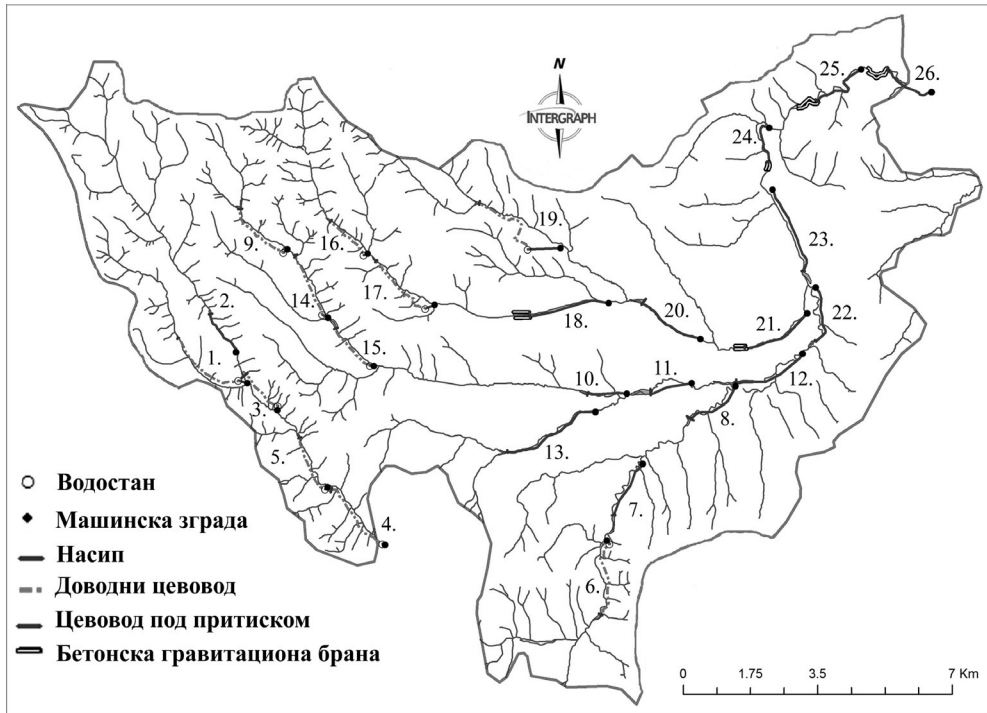 25.
26.
N
INTERGRAPH
24.
9.
16.
19.
23.
2.
17.
14.
18.
20.
21.
22.
1.
15.
10.
11.
12.
3.
8.
13.
5.
7.
4.
6.
Водостан
Машинска зграда
Насип
Доводни цевовод
Цевовод под притиском
Бетонска гравитациона брана
0 1.75 3.5 7 Km